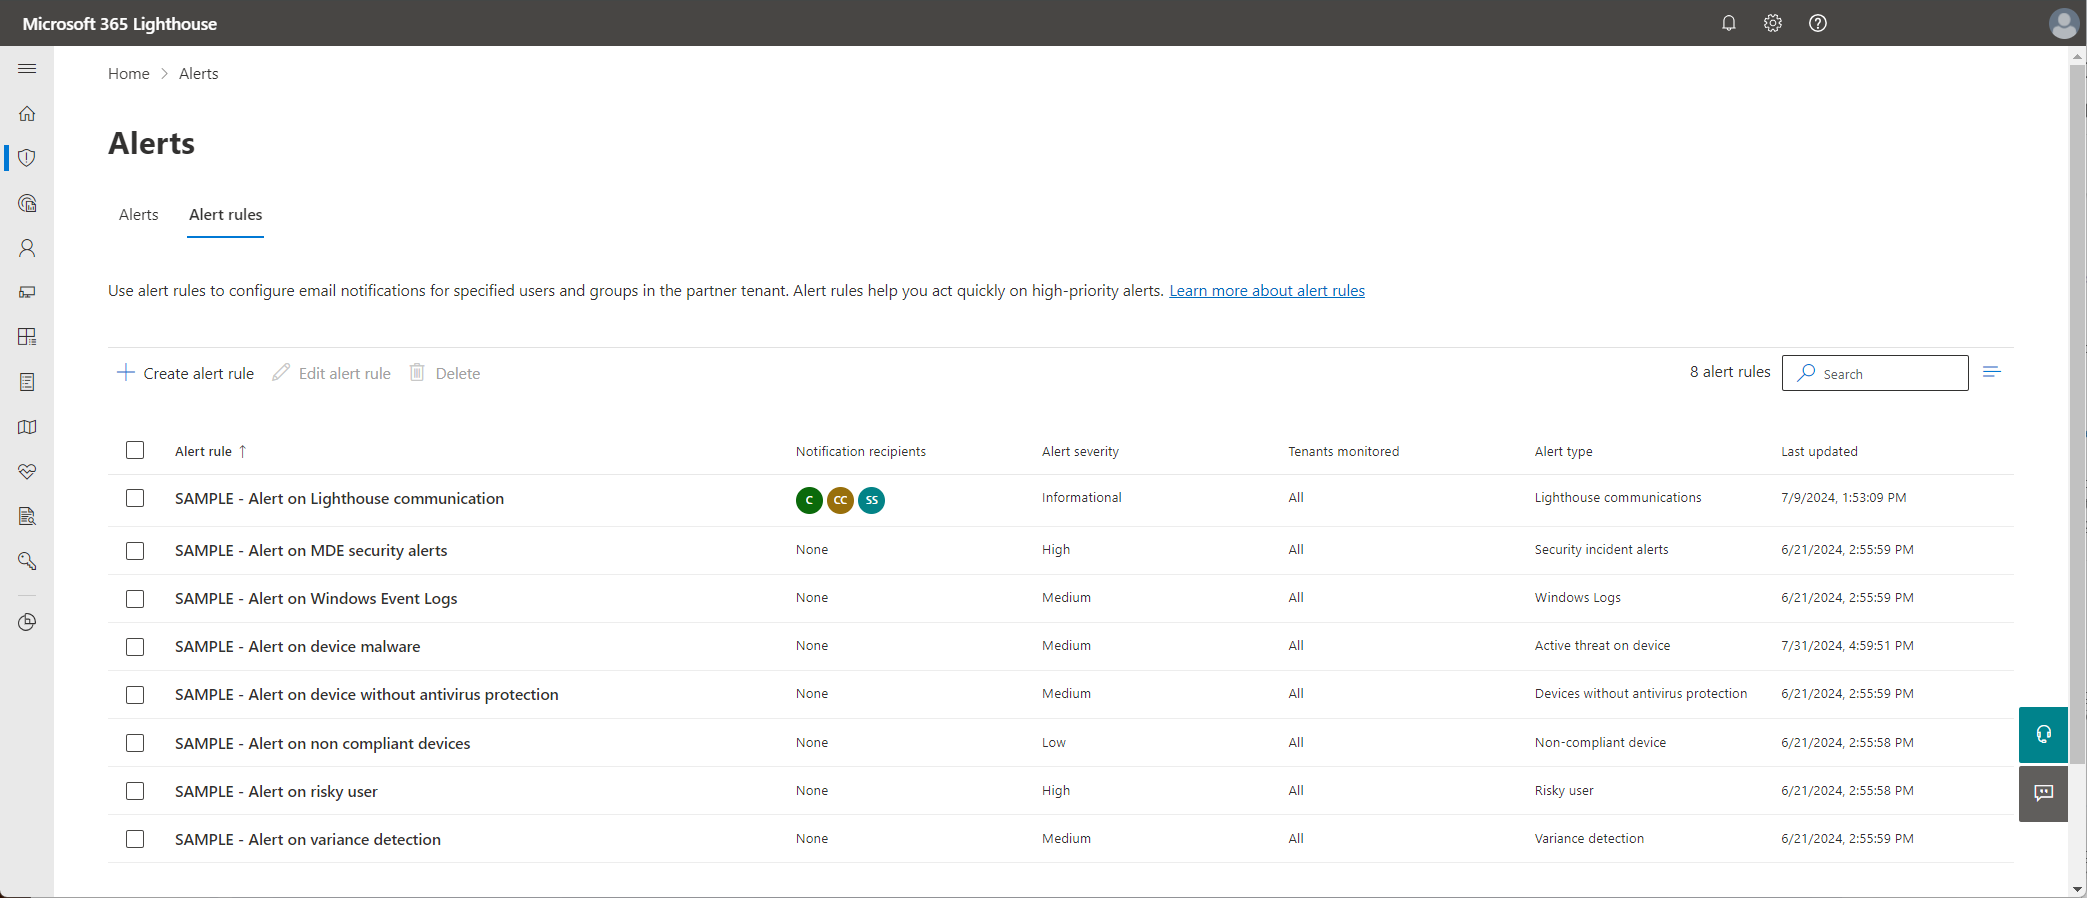 Microsoft 365 Lighthouse
Home > Alerts
Alerts
Alerts Alert rules
Use alert rules to configure email notifications for specified users and groups in the partner tenant. Alert rules help you act quickly on high-priority alerts. Learn more about alert rules
Create alert rule Edit alert rule Delete 8 alert rules Search
Alert rule ↑ Notification recipients Alert severity Tenants monitored Alert type Last updated
SAMPLE - Alert on Lighthouse communication C CC SS Informational All Lighthouse communications 7/9/2024, 1:53:09 PM
SAMPLE - Alert on MDE security alerts None High All Security incident alerts 6/21/2024, 2:55:59 PM
SAMPLE - Alert on Windows Event Logs None Medium All Windows Logs 6/21/2024, 2:55:59 PM
SAMPLE - Alert on device malware None Medium All Active threat on device 7/31/2024, 4:59:51 PM
SAMPLE - Alert on device without antivirus protection None Medium All Devices without antivirus protection 6/21/2024, 2:55:59 PM
SAMPLE - Alert on non compliant devices None Low All Non-compliant device 6/21/2024, 2:55:58 PM
SAMPLE - Alert on risky user None High All Risky user 6/21/2024, 2:55:58 PM
SAMPLE - Alert on variance detection None Medium All Variance detection 6/21/2024, 2:55:59 PM